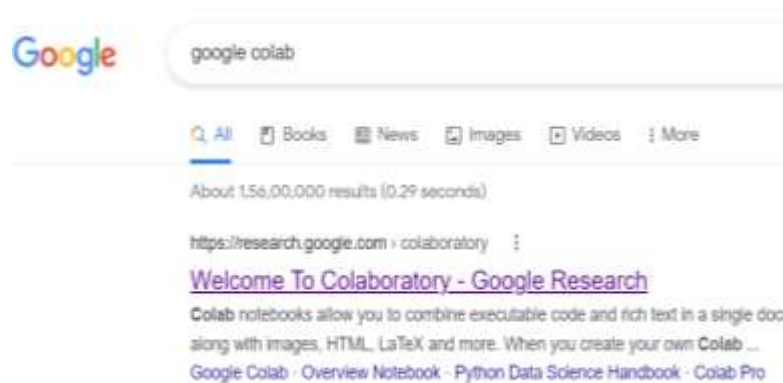 Google
google colab
All Books News Images Videos More
About 1,56,00,000 results (0.29 seconds)
https://research.google.com › colaboratory
Welcome To Colaboratory - Google Research
Colab notebooks allow you to combine executable code and rich text in a single doc
along with images, HTML, LaTeX and more. When you create your own Colab ...
Google Colab · Overview Notebook · Python Data Science Handbook · Colab Pro